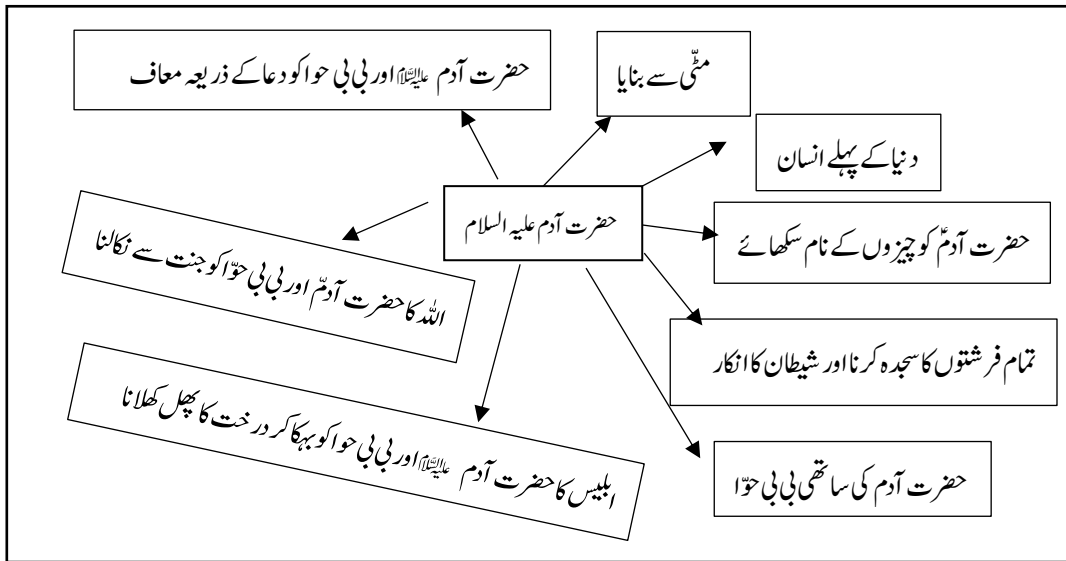 حضرت آدم علیہ السلام اور بی بی حوا کو دعا کے ذریعہ معاف
مٹّی سے بنایا
دنیا کے پہلے انسان
حضرت آدم علیہ السلام
حضرت آدمؑ کو چیزوں کے نام سکھائے
اللہ کا حضرت آدمؑ اور بی بی حوّا کو جنت سے نکالنا
تمام فرشتوں کا سجدہ کرنا اور شیطان کا انکار
ابلیس کا حضرت آدم علیہ السلام اور بی بی حوا کو بہکا کر درخت کا پھل کھلانا
حضرت آدم کی ساتھی بی بی حوّا